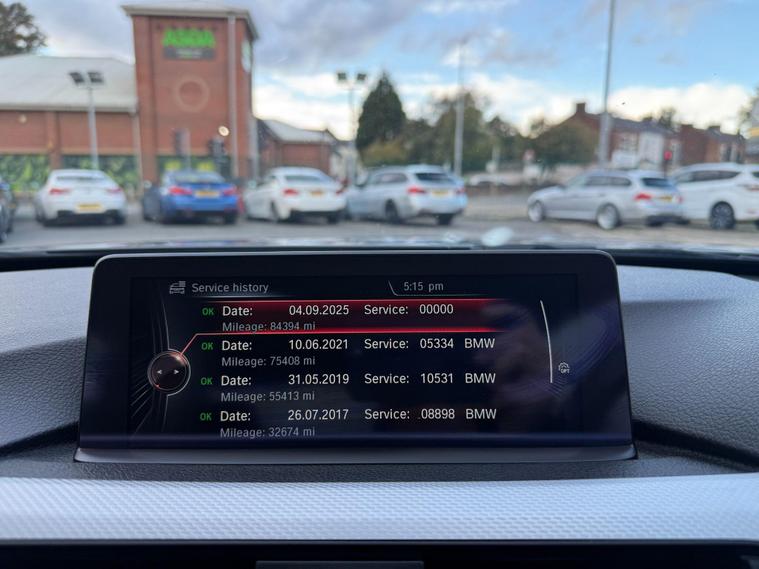 ASDA
Service history 5:15 pm
OK Date: 04.09.2025 Service: 00000
Mileage: 84394 mi
OK Date: 10.06.2021 Service: 05334 BMW
Mileage: 75408 mi
OK Date: 31.05.2019 Service: 10531 BMW
Mileage: 55413 mi
OK Date: 26.07.2017 Service: 08898 BMW
Mileage: 32674 mi
OPT